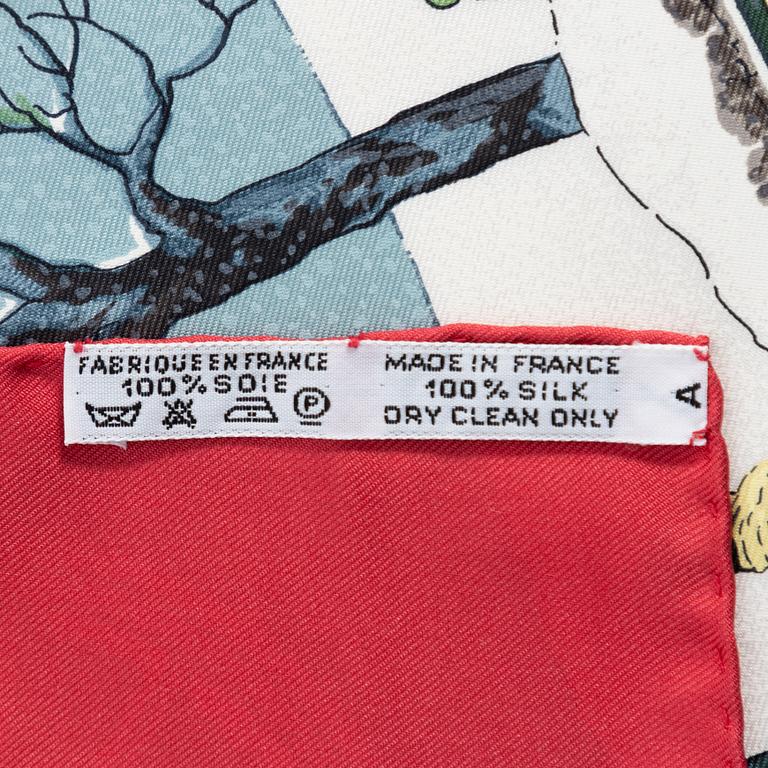 FABRIQUE EN FRANCE
100% SOIE
P
MADE IN FRANCE
100% SILK
DRY CLEAN ONLY
A